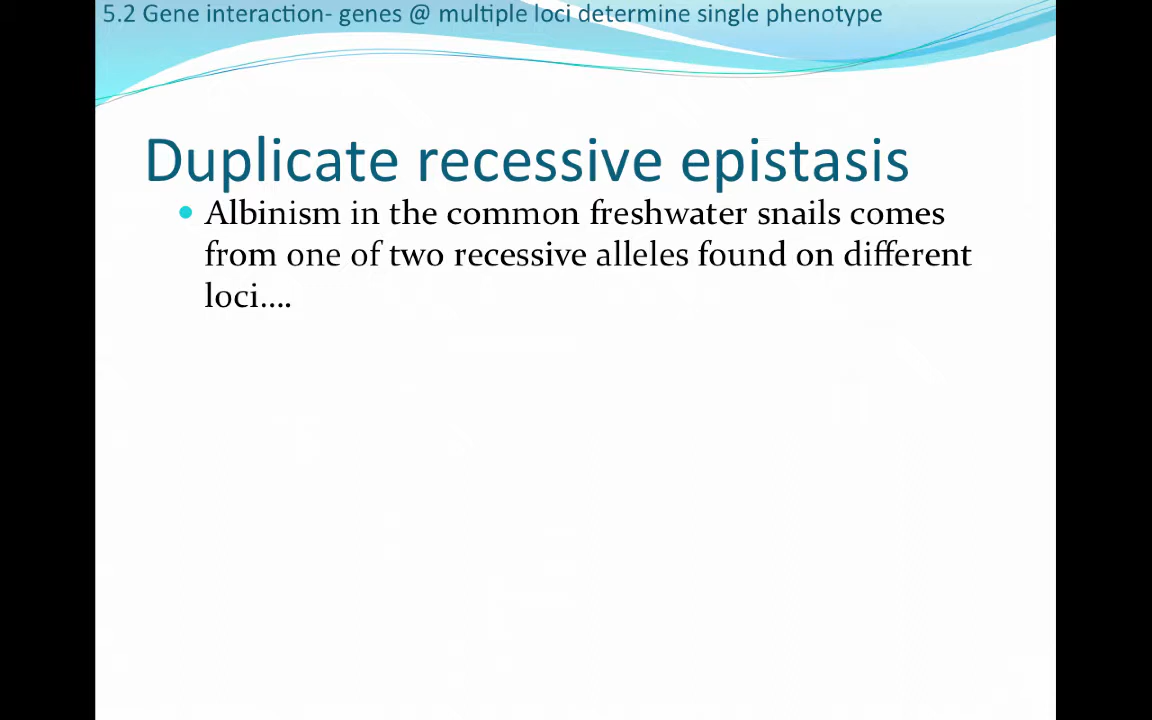 5.2 Gene interaction- genes @ multiple loci determine single phenotype
Duplicate recessive epistasis
• Albinism in the common freshwater snails comes
from one of two recessive alleles found on different
loci....